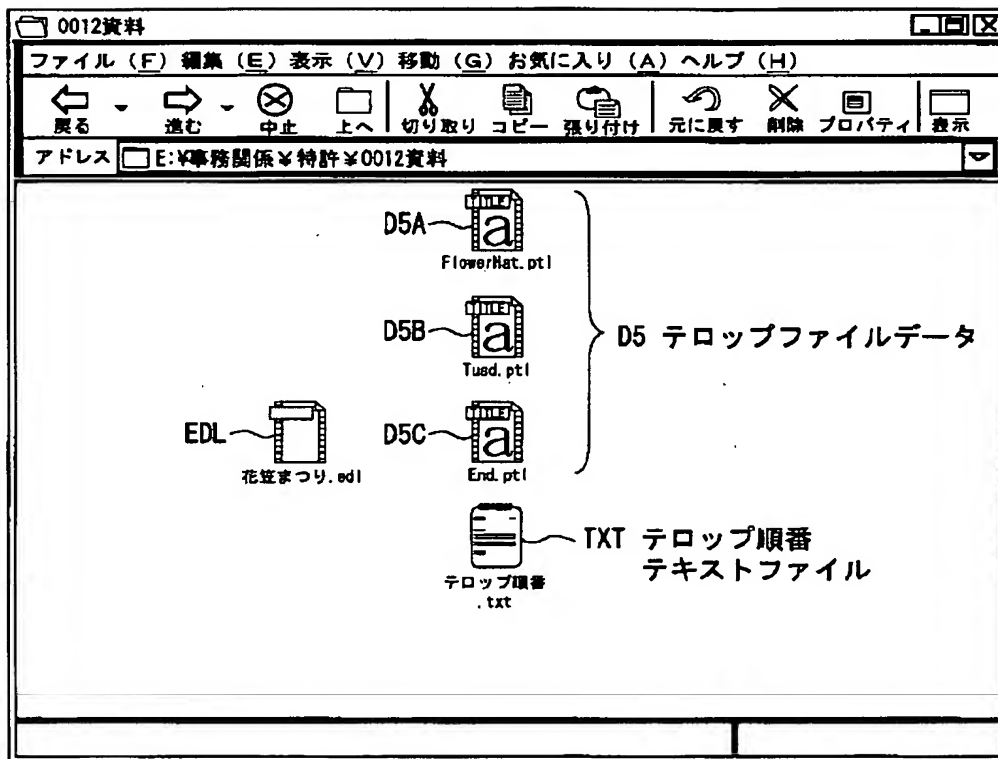 0012資料
ファイル (F) 編集 (E) 表示 (V) 移動 (G) お気に入り (A) ヘルプ (H)
戻る 進む 中止 上へ 切り取り コピー 張り付け 元に戻す 削除 プロパティ 表示
アドレス E:¥事務関係¥特許¥0012資料
TITLE
a
D5A
FlowerHat.ptl
TITLE
a
D5B
Tusd.ptl
D5 テロップファイルデータ
TITLE
a
EDL
D5C
花笠まつり.edl
End.ptl
TXT テロップ順番
テキストファイル
テロップ順番
.txt